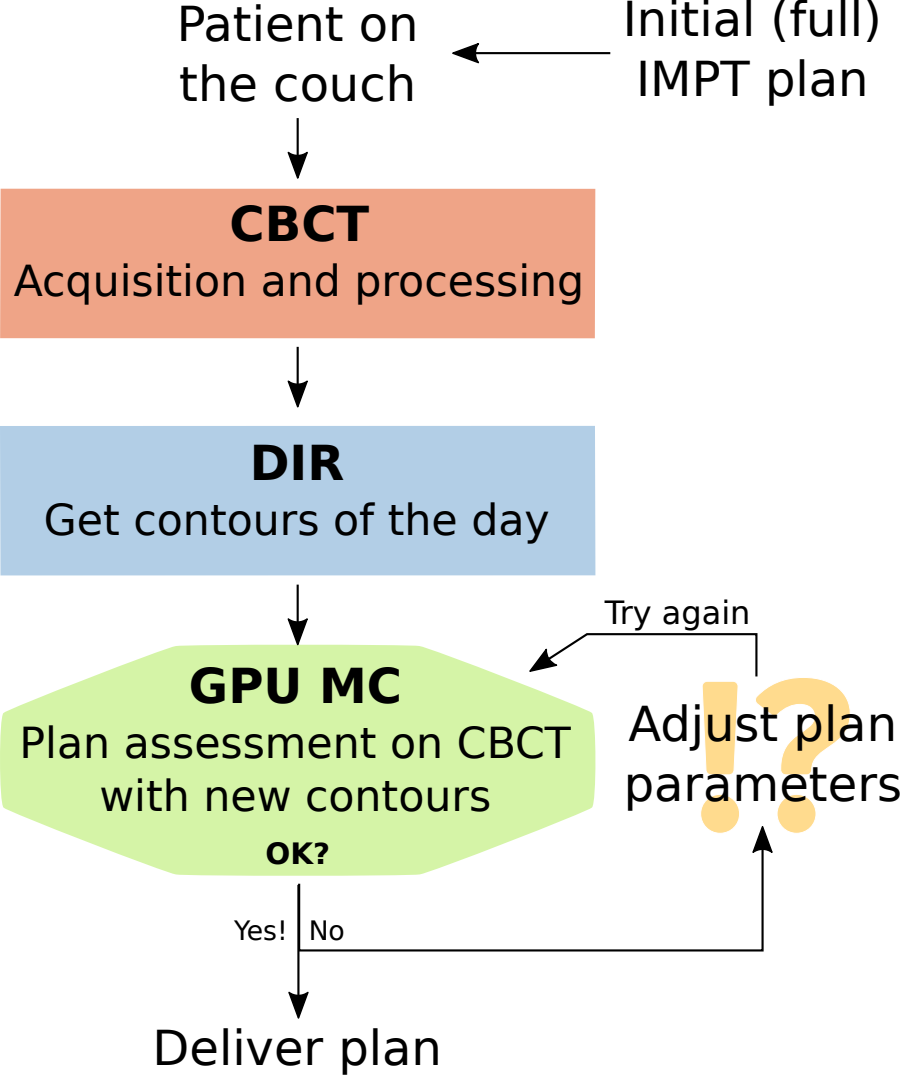 Patient on
the couch
Initial (full)
IMPT plan
CBCT
Acquisition and processing
DIR
Get contours of the day
Try again
GPU MC
Plan assessment on CBCT
with new contours
OK?
!?
Adjust plan
parameters
Yes!
No
Deliver plan